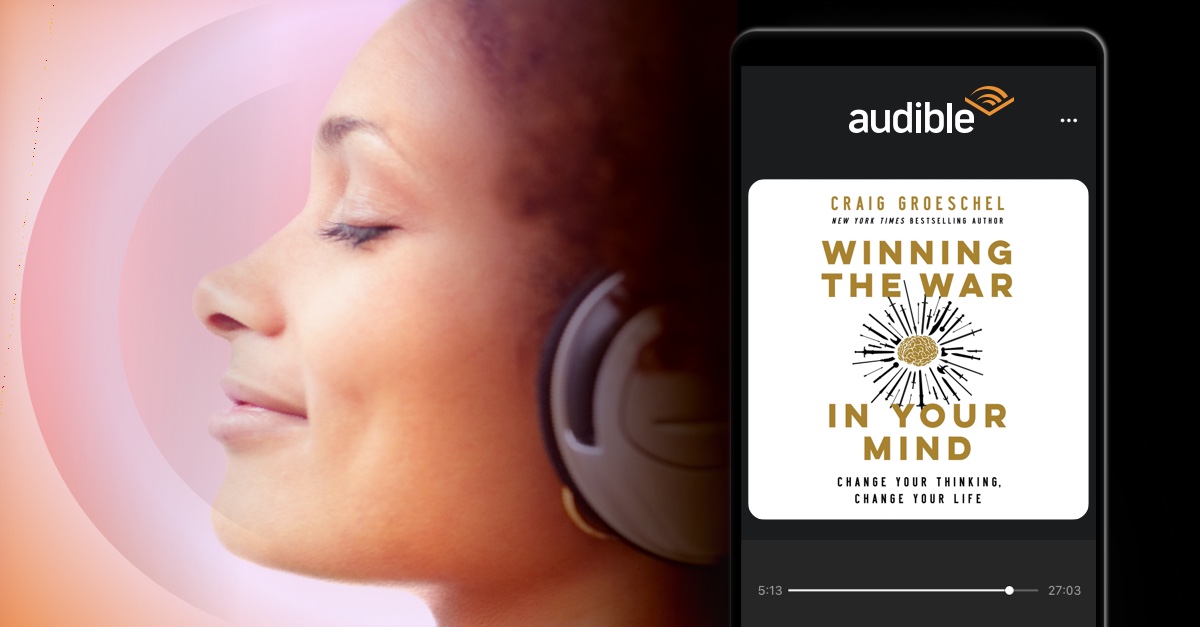 audible
CRAIG GROESCHEL
NEW YORK TIMES BESTSELLING AUTHOR
WINNING
THE WAR
IN YOUR
MIND
CHANGE YOUR THINKING,
CHANGE YOUR LIFE
5:13 27:03